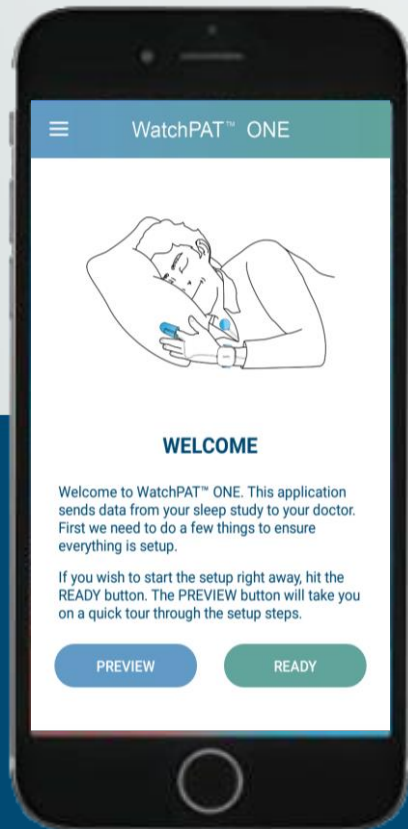 WatchPAT™ ONE
WELCOME
Welcome to WatchPAT™ ONE. This application
sends data from your sleep study to your doctor.
First we need to do a few things to ensure
everything is setup.
If you wish to start the setup right away, hit the
READY button. The PREVIEW button will take you
on a quick tour through the setup steps.
PREVIEW
READY